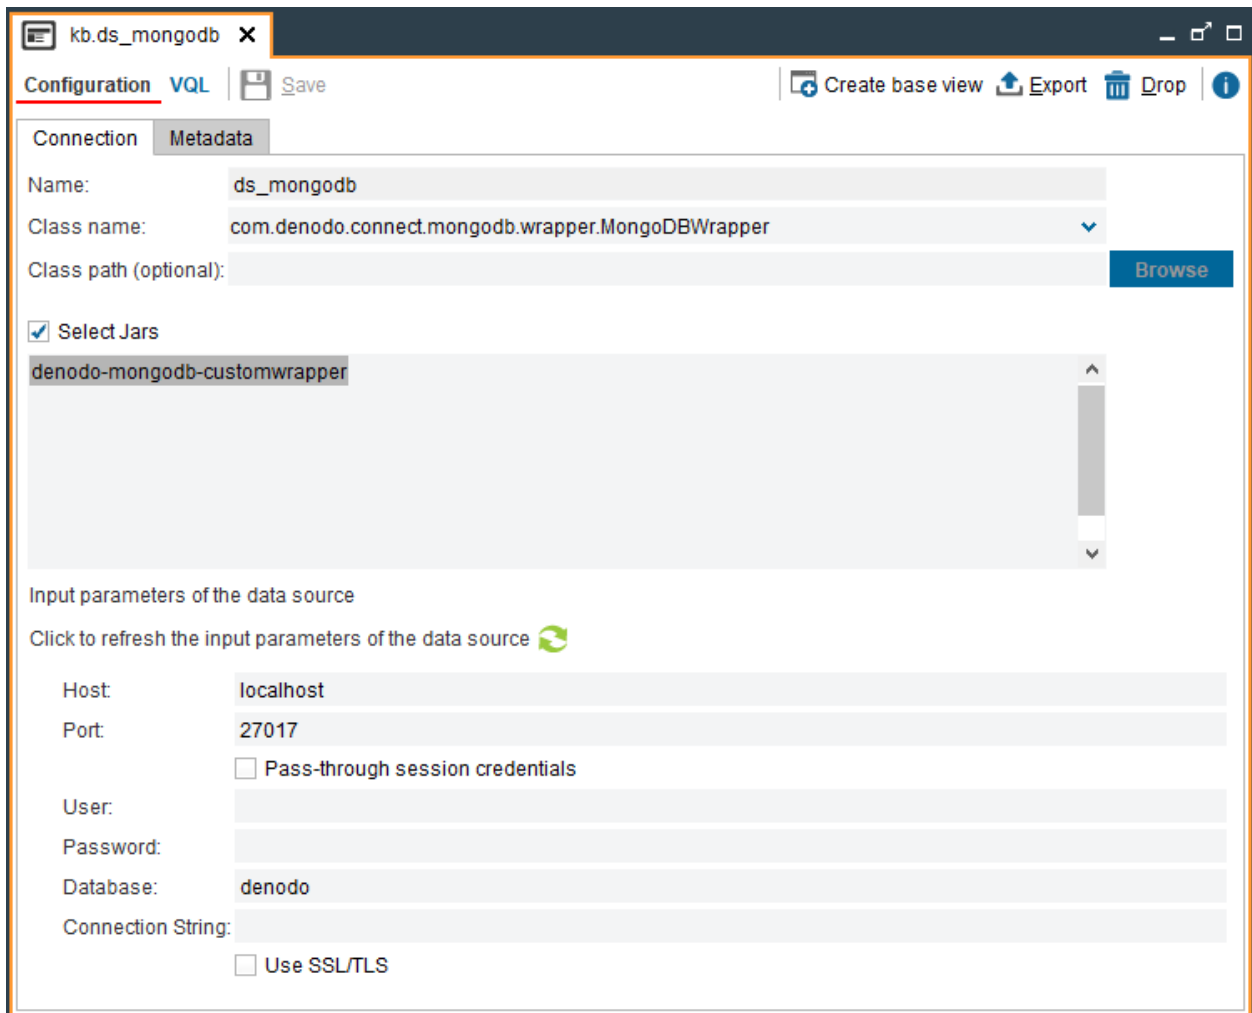 kb.ds_mongodb
Configuration VQL Save Create base view Export Drop
Connection Metadata
Name: ds_mongodb
Class name: com.denodo.connect.mongodb.wrapper.MongoDBWrapper
Class path (optional): Browse
Select Jars
denodo-mongodb-customwrapper
Input parameters of the data source
Click to refresh the input parameters of the data source
Host: localhost
Port: 27017
Pass-through session credentials
User:
Password:
Database: denodo
Connection String:
Use SSL/TLS